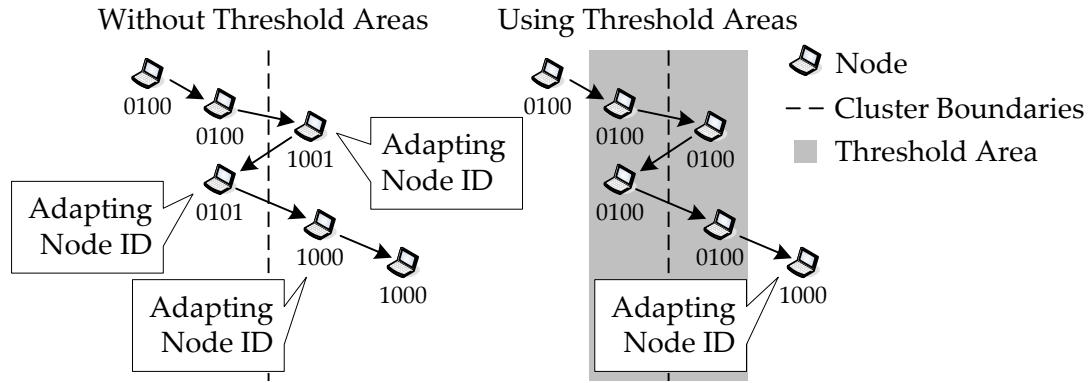 Without Threshold Areas
0100
0100
1001
Adapting
Node ID
0101
Adapting
Node ID
1000
1000
Adapting
Node ID
Using Threshold Areas
0100
0100
0100
0100
0100
1000
Adapting
Node ID
Node
Cluster Boundaries
Threshold Area